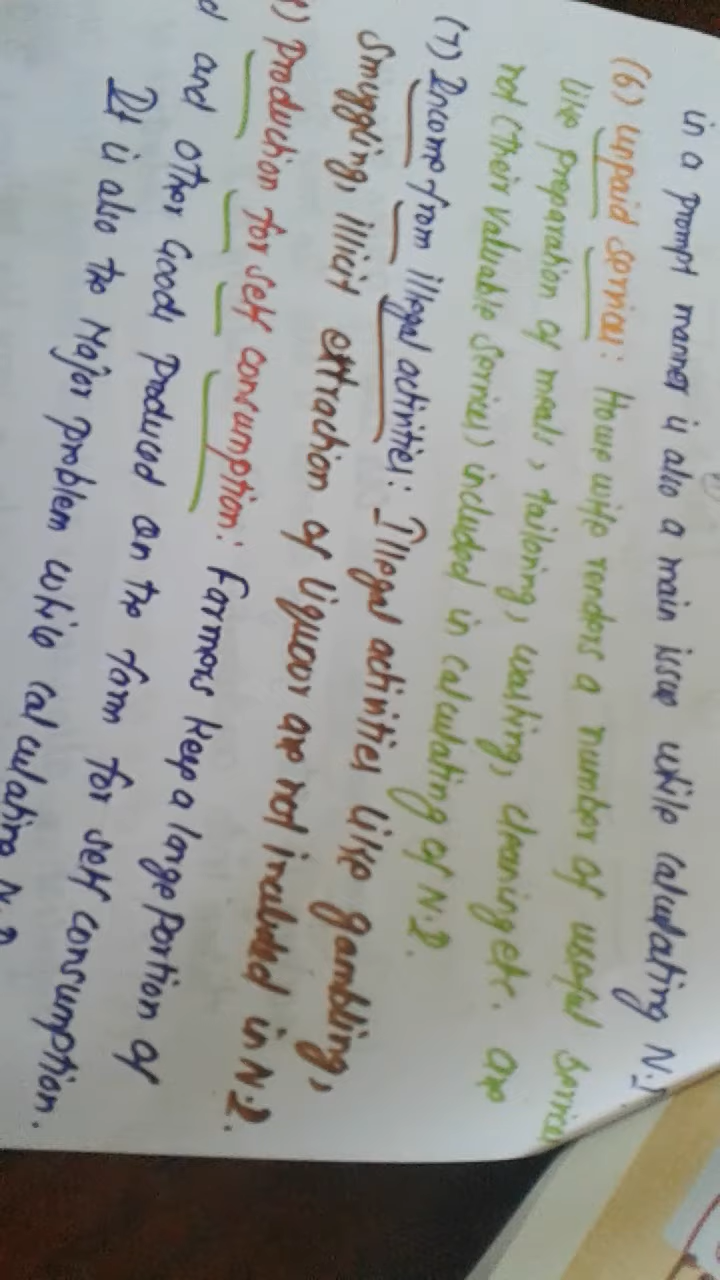 in a prompt manner is also a main issue while calculating N.I
(6) unpaid services: House wife renders a number of useful service
like preparation of meals, tailoring, washing, cleaning etc. are
not (their valuable services) included in calculating of N.I.
(7) Income from illegal activities: Illegal activities like gambling,
smuggling, illicit extraction of liquor are not included in N.I.
) Production for self consumption: Farmers keep a large portion of
d and other Goods produced on the farm for self consumption.
It is also the Major problem while calculating N.I